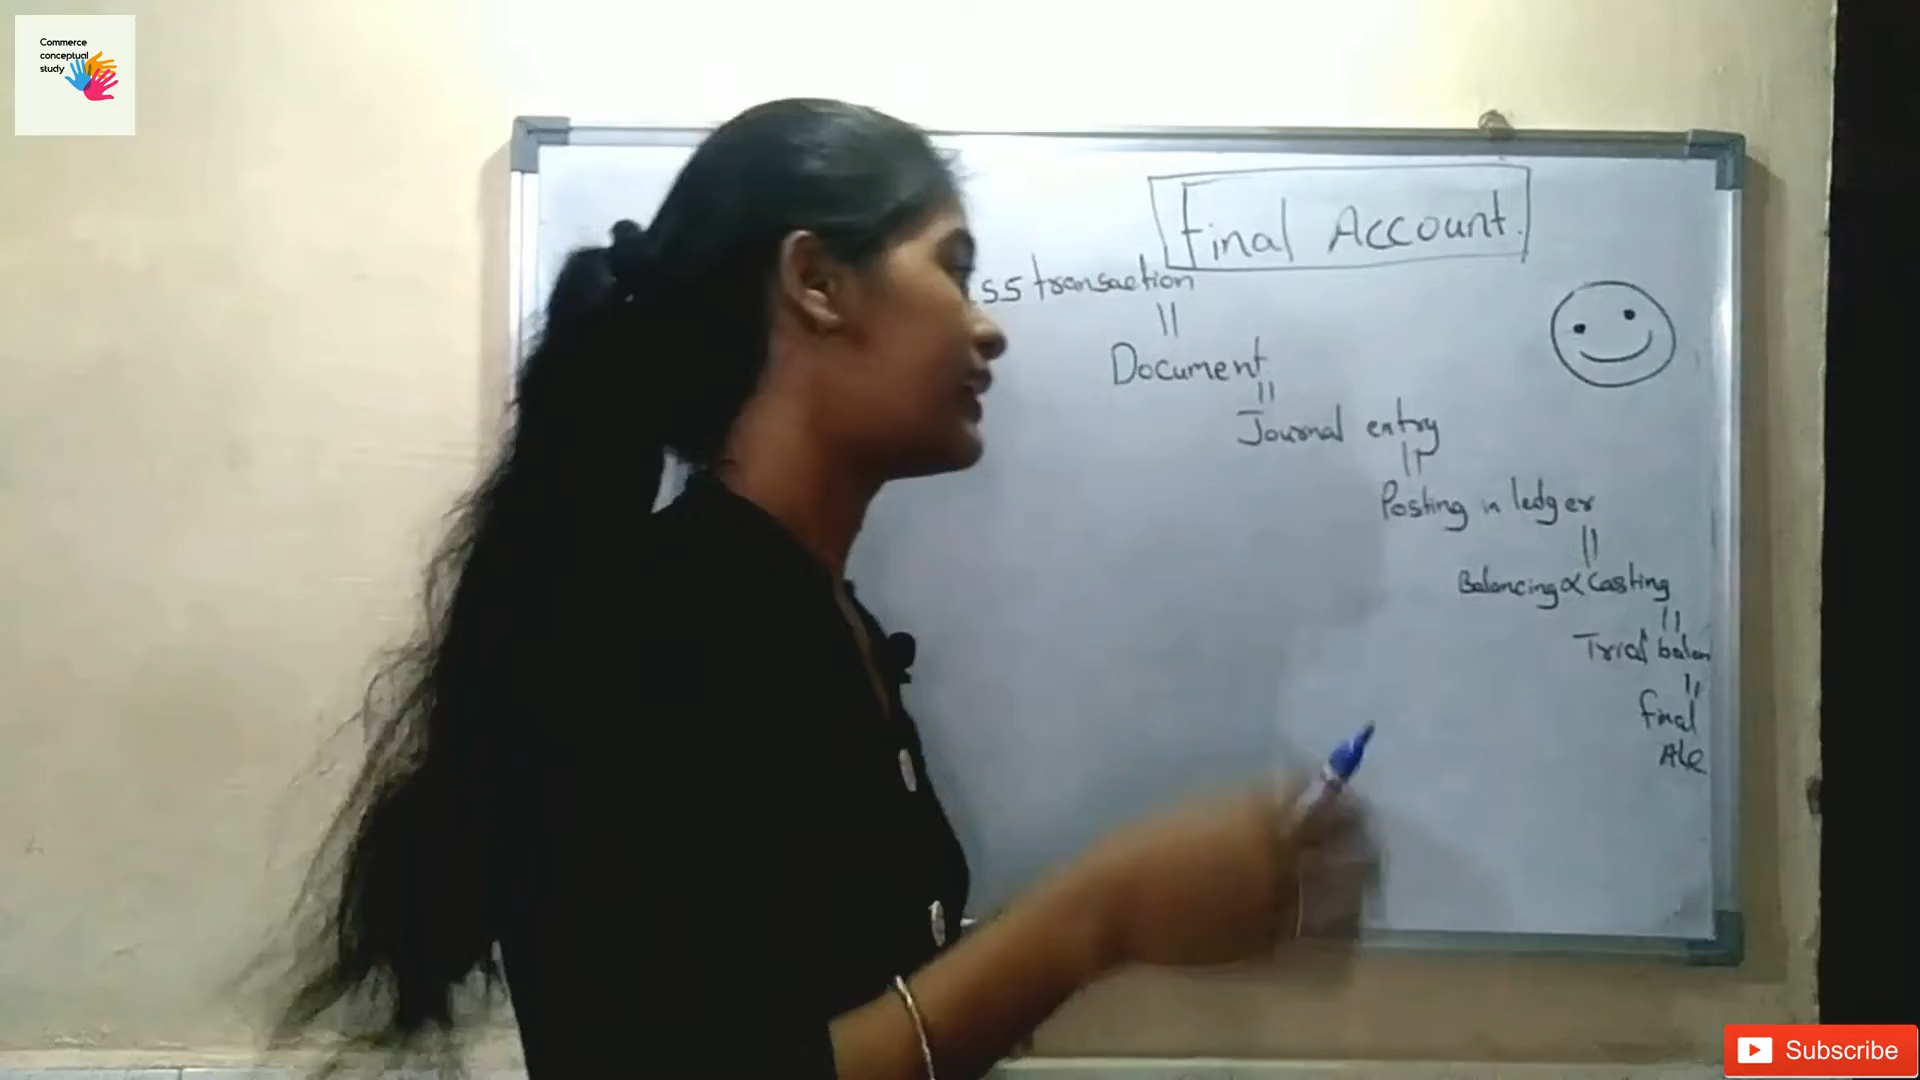 Commerce
conceptual
study
Final Account.
ss transaction
Document
Journal entry
Posting in ledger
Balancing & Casting
Trial balan
final
A/c
Subscribe